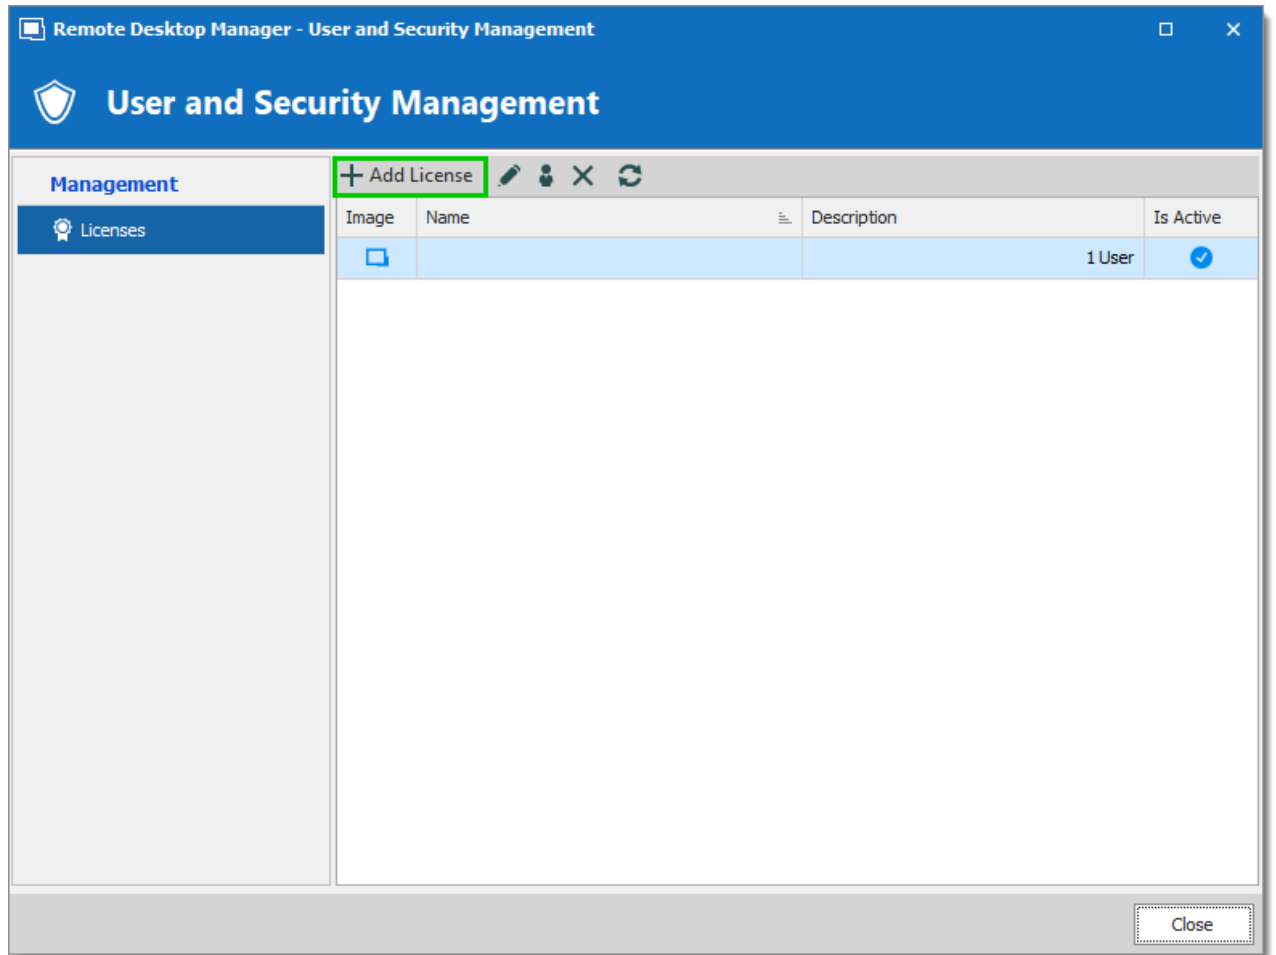 Remote Desktop Manager - User and Security Management
User and Security Management
Management
Licenses
Add License
Image Name Description Is Active
1 User
Close